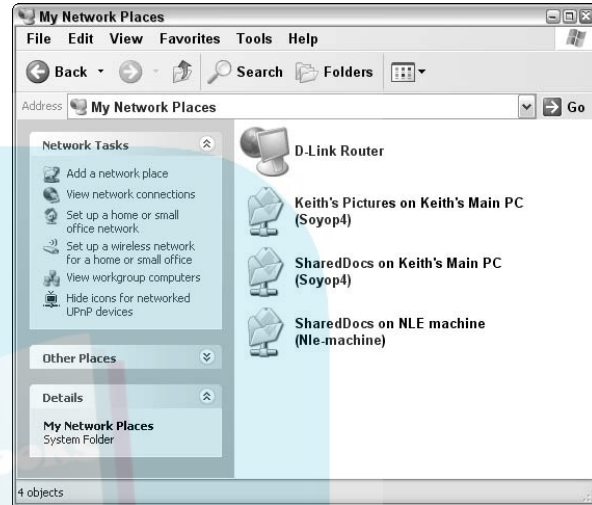 My Network Places
File Edit View Favorites Tools Help
Back Search Folders
Address My Network Places Go
Network Tasks
Add a network place
View network connections
Set up a home or small
office network
Set up a wireless network
for a home or small office
View workgroup computers
Hide icons for networked
UPnP devices
Other Places
Details
My Network Places
System Folder
D-Link Router
Keith's Pictures on Keith's Main PC
(Soyop4)
SharedDocs on Keith's Main PC
(Soyop4)
SharedDocs on NLE machine
(Nle-machine)
4 objects